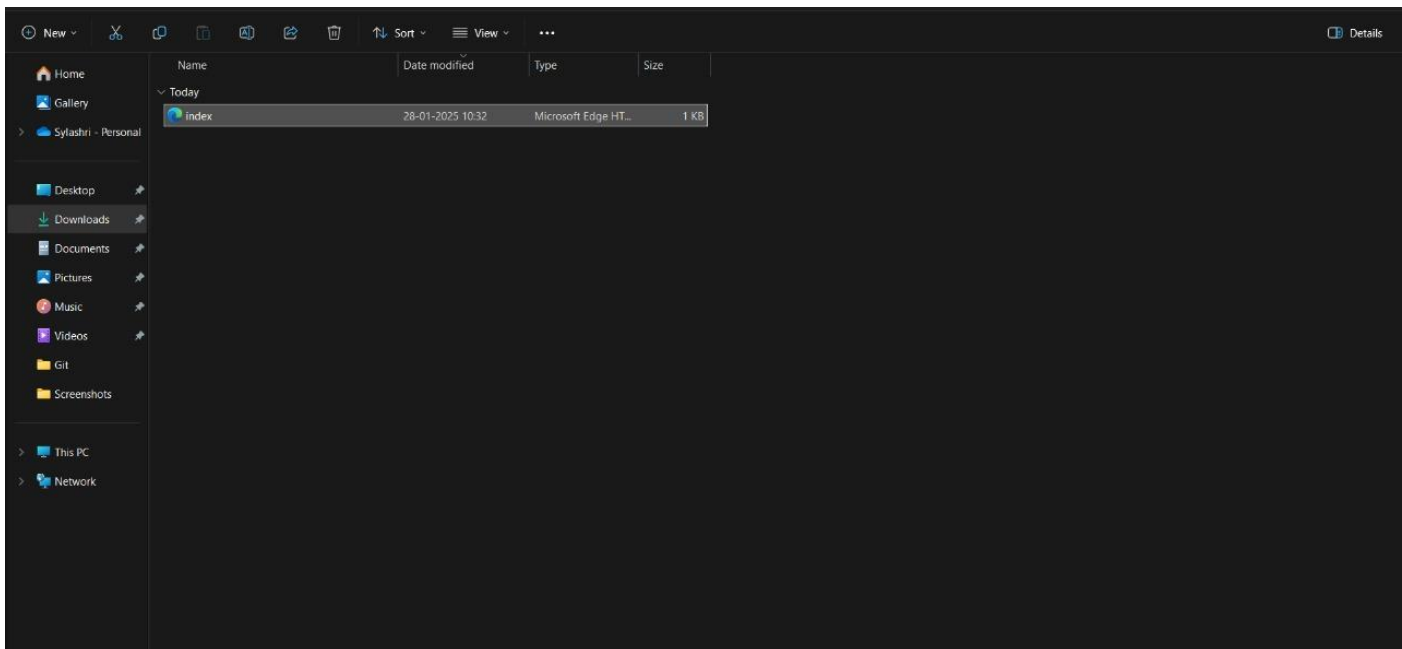 New Sort View ... Details
Name Date modified Type Size
Today
index 28-01-2025 10:32 Microsoft Edge HT... 1 KB
Home
Gallery
Sylashri - Personal
Desktop
Downloads
Documents
Pictures
Music
Videos
Git
Screenshots
This PC
Network